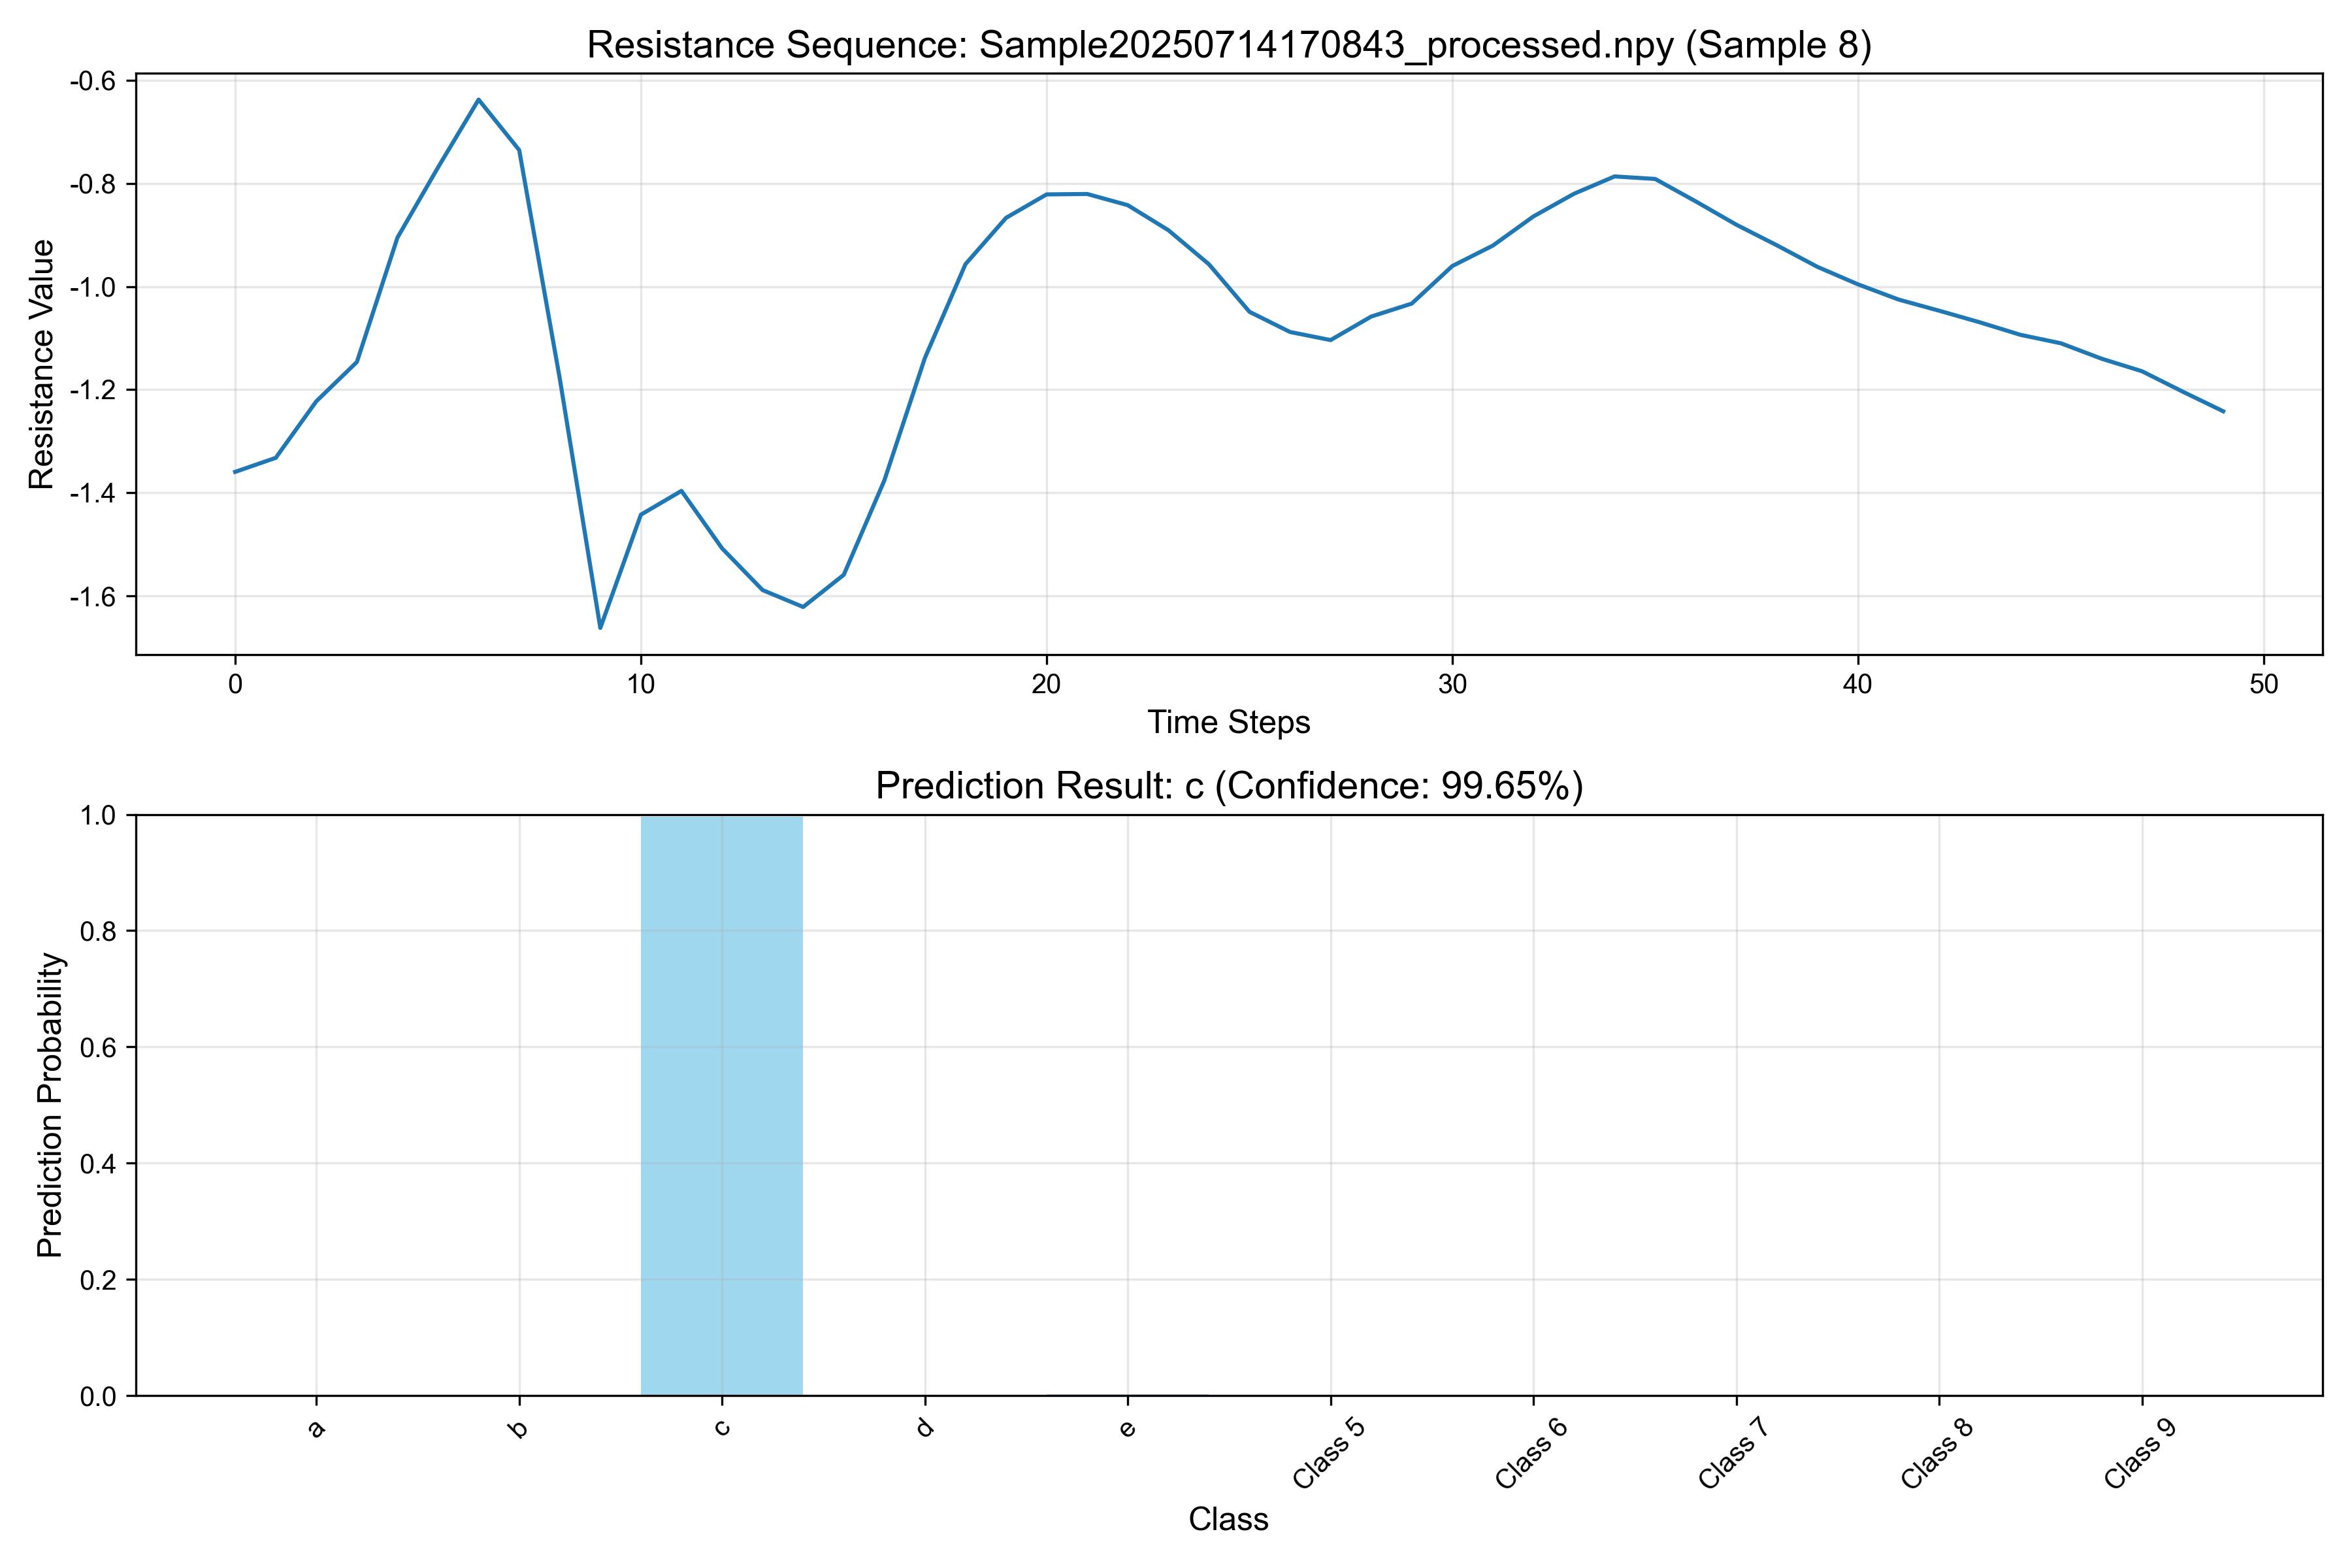 Resistance Sequence: Sample20250714170843_processed.npy (Sample 8)
Resistance Value
-0.6
-0.8
-1.0
-1.2
-1.4
-1.6
0 10 20 30 40 50
Time Steps
Prediction Result: c (Confidence: 99.65%)
Prediction Probability
1.0
0.8
0.6
0.4
0.2
0.0
a b c d e Class 5 Class 6 Class 7 Class 8 Class 9
Class